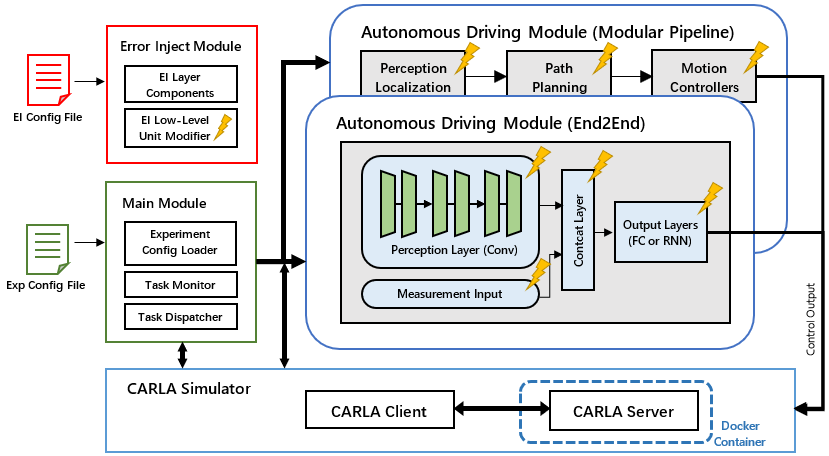 Error Inject Module
EI Layer
Components
EI Low-Level
Unit Modifier
EI Config File
Main Module
Experiment
Config Loader
Task Monitor
Task Dispatcher
Exp Config File
Autonomous Driving Module (Modular Pipeline)
Perception
Localization
Path
Planning
Motion
Controllers
Autonomous Driving Module (End2End)
Perception Layer (Conv)
Measurement Input
Contcat Layer
Output Layers
(FC or RNN)
Control Output
CARLA Simulator
CARLA Client
CARLA Server
Docker
Container